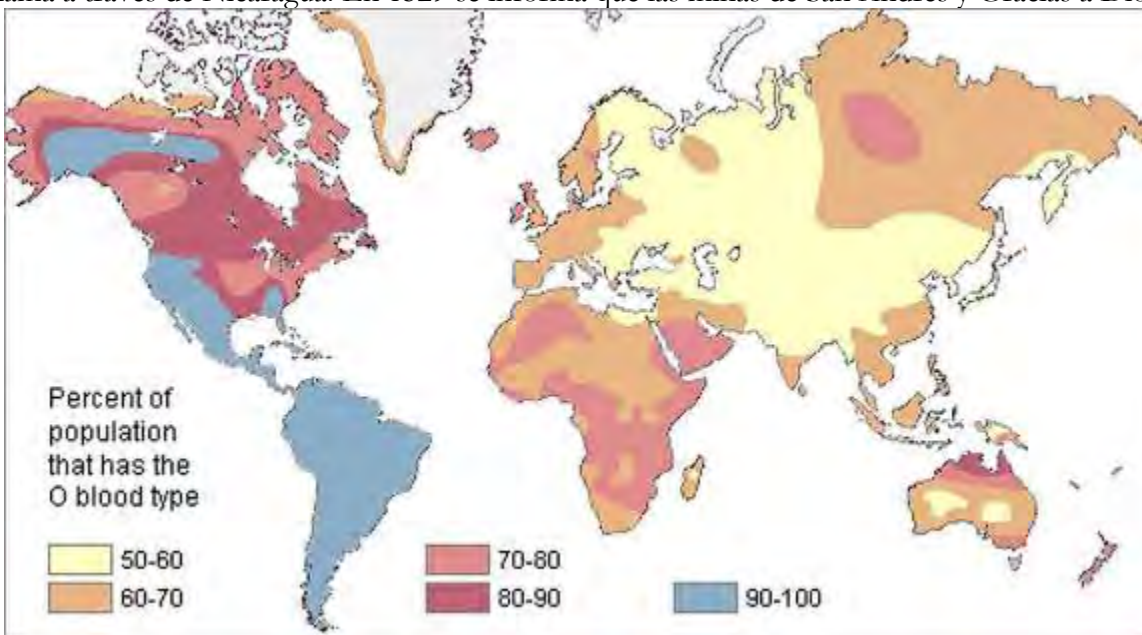 a través de Nicaragua. En 1829 se informa que las minas de San Andrés y Gracias a
Percent of
population
that has the
O blood type
50-60
70-80
60-70
80-90
90-100